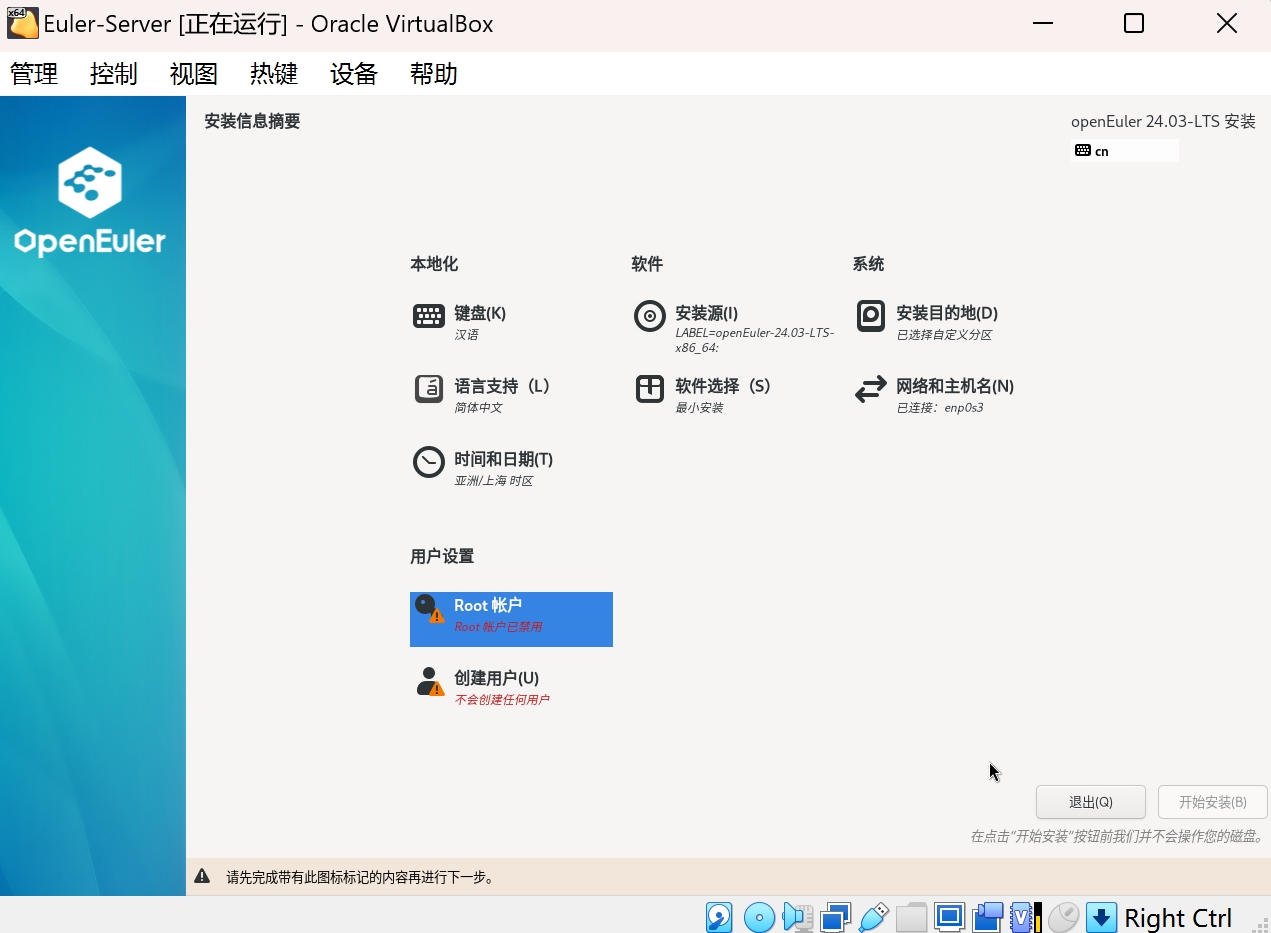 x64
Euler-Server [正在运行] - Oracle VirtualBox
管理 控制 视图 热键 设备 帮助
OpenEuler
安装信息摘要
openEuler 24.03-LTS 安装
cn
本地化
键盘(K)
汉语
语言支持（L）
简体中文
时间和日期(T)
亚洲/上海 时区
软件
安装源(I)
LABEL=openEuler-24.03-LTS-
x86_64:
软件选择（S）
最小安装
系统
安装目的地(D)
已选择自定义分区
网络和主机名(N)
已连接：enp0s3
用户设置
Root 帐户
Root 帐户已禁用
创建用户(U)
不会创建任何用户
退出(Q)
开始安装(B)
在点击“开始安装”按钮前我们并不会操作您的磁盘。
请先完成带有此图标标记的内容再进行下一步。
Right Ctrl